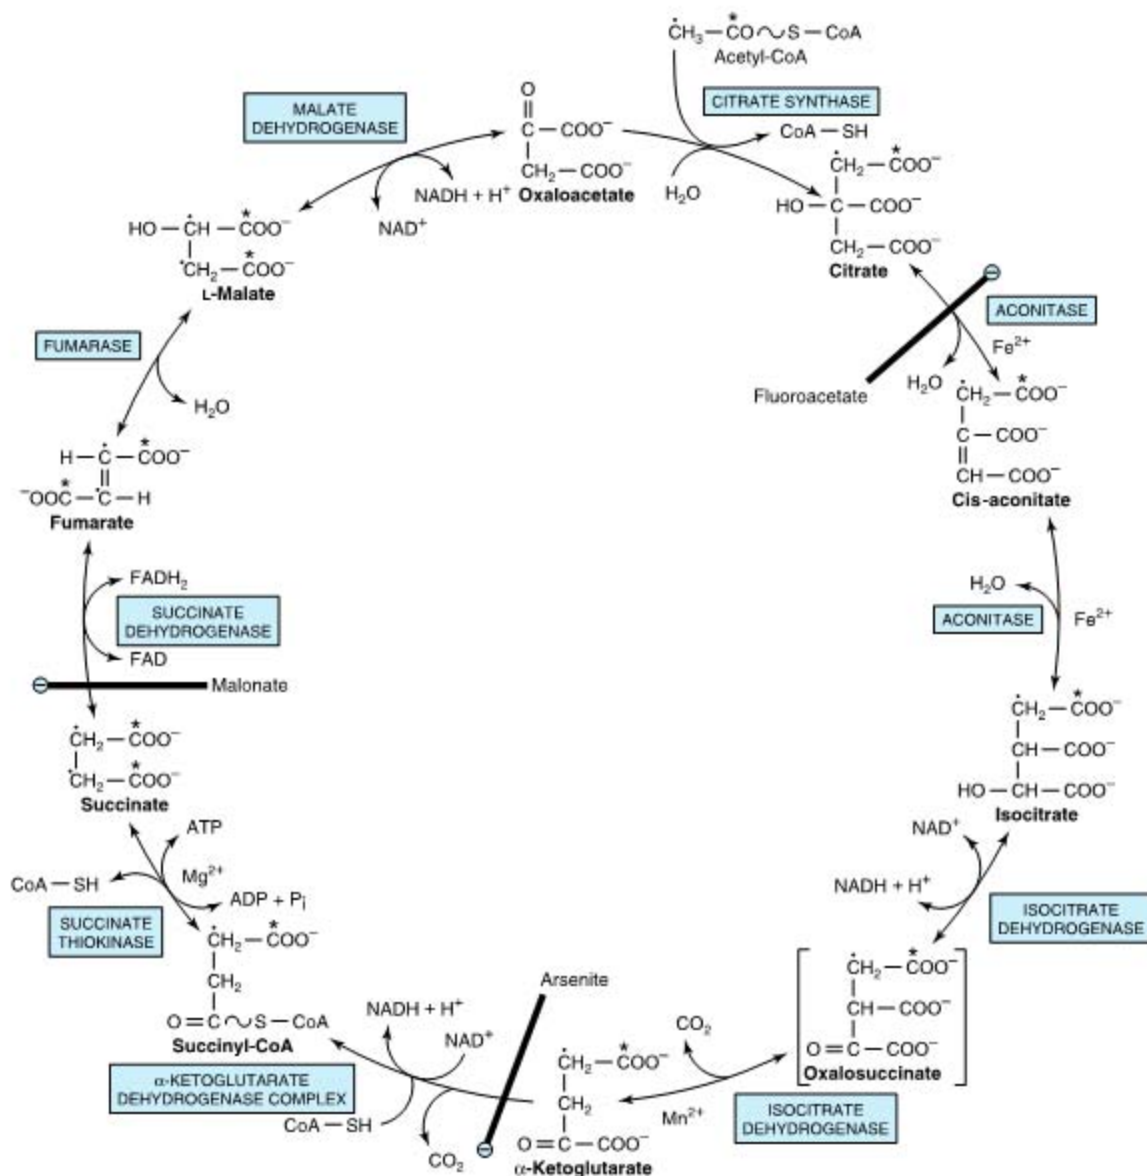 CH₃ — *CO ~ S — CoA
Acetyl-CoA
CITRATE SYNTHASE
CoA — SH
H₂O
MALATE
DEHYDROGENASE
NADH + H⁺
NAD⁺
O
C — COO⁻
CH₂ — COO⁻
Oxaloacetate
CH₂ — *COO⁻
HO — C — COO⁻
CH₂ — COO⁻
Citrate
ACONITASE
Fe²⁺
H₂O
Fluoroacetate
CH₂ — *COO⁻
C — COO⁻
CH — COO⁻
Cis-aconitate
H₂O
ACONITASE
Fe²⁺
CH₂ — *COO⁻
CH — COO⁻
HO — CH — COO⁻
Isocitrate
NAD⁺
NADH + H⁺
ISOCITRATE
DEHYDROGENASE
CH₂ — *COO⁻
CH — COO⁻
O = C — COO⁻
Oxalosuccinate
CO₂
Mn²⁺
ISOCITRATE
DEHYDROGENASE
CH₂ — *COO⁻
CH₂
O = C — COO⁻
α-Ketoglutarate
Arsenite
NADH + H⁺
NAD⁺
α-KETOGLUTARATE
DEHYDROGENASE COMPLEX
CoA — SH
CO₂
CH₂ — *COO⁻
CH₂
O = C ~ S — CoA
Succinyl-CoA
ATP
Mg²⁺
CoA — SH
ADP + Pi
SUCCINATE
THIOKINASE
CH₂ — *COO⁻
CH₂ — *COO⁻
Succinate
Malonate
FADH₂
SUCCINATE
DEHYDROGENASE
FAD
H — C — *COO⁻
⁻OO*C — C — H
Fumarate
FUMARASE
H₂O
HO — CH — *COO⁻
CH₂ — *COO⁻
L-Malate